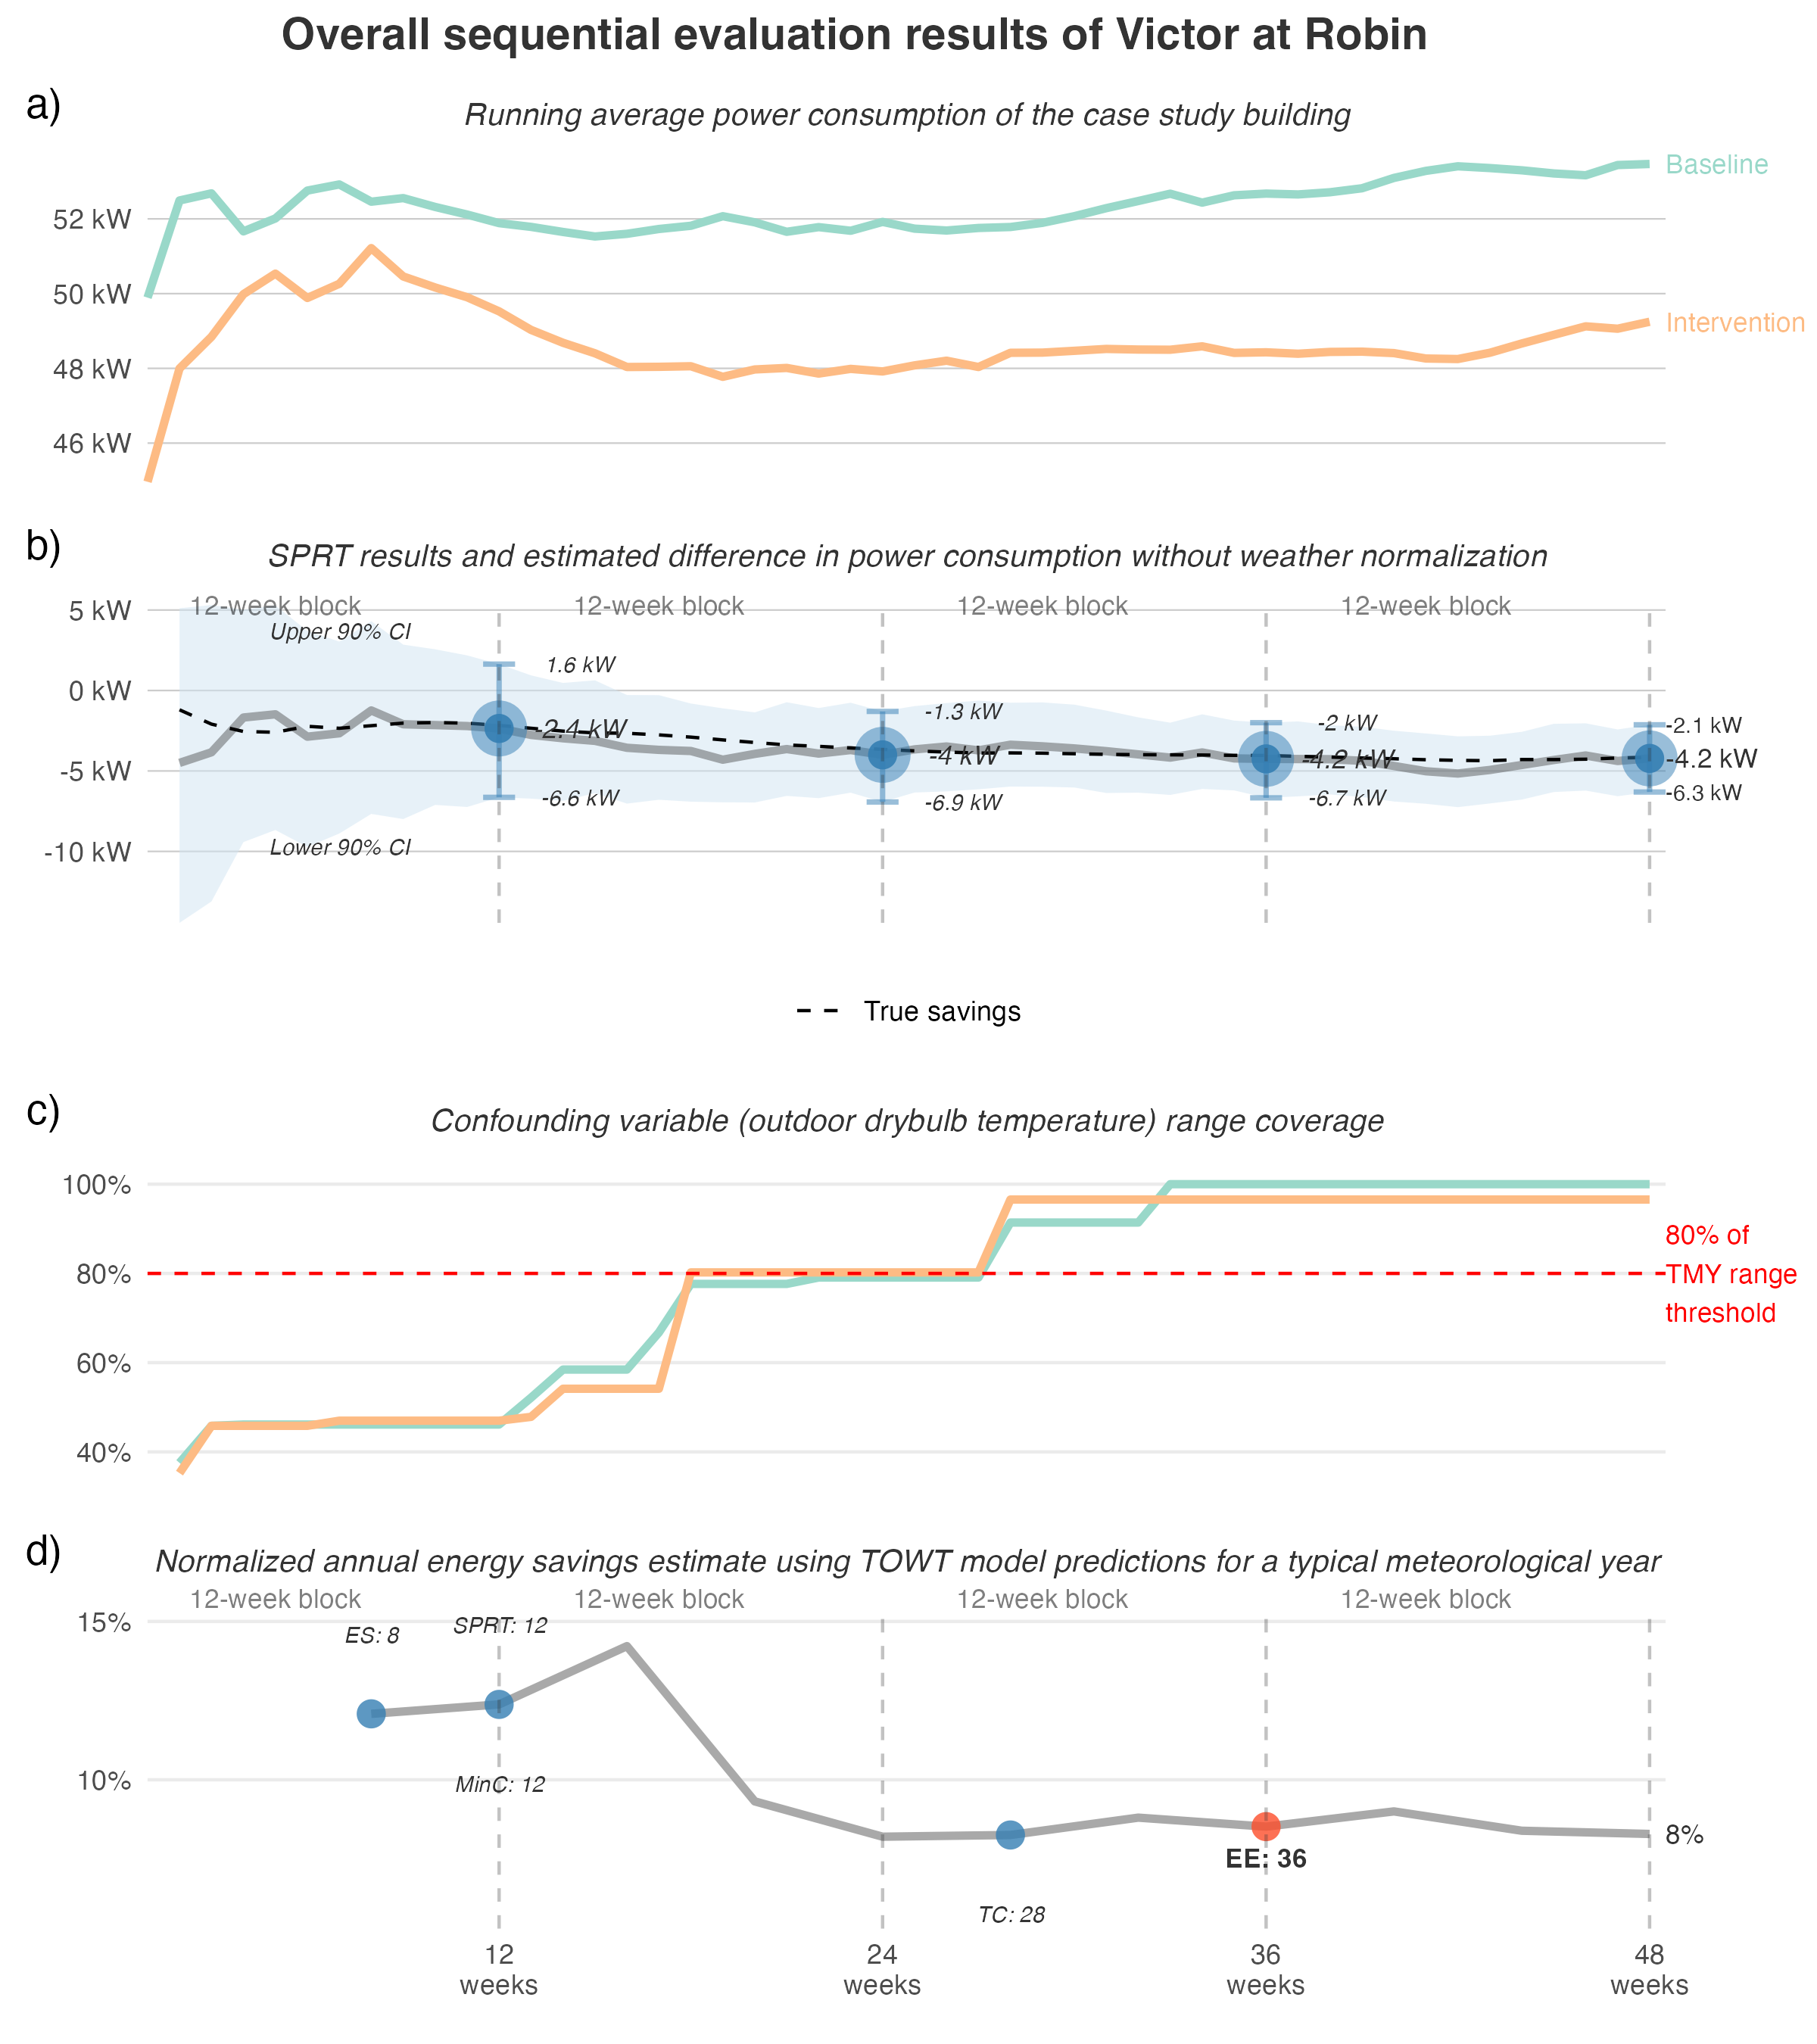 Overall sequential evaluation results of Victor at Robin
a)
Running average power consumption of the case study building
Baseline
52 kW
50 kW
Intervention
48 kW
46 kW
b)
SPRT results and estimated difference in power consumption without weather normalization
12-week block
12-week block
12-week block
12-week block
5 kW
Upper 90% CI
1.6 kW
0 kW
-1.3 kW
-2 kW
-2.1 kW
-2.4 kW
-4 kW
-4.2 kW
-4.2 kW
-5 kW
-6.6 kW
-6.9 kW
-6.7 kW
-6.3 kW
Lower 90% CI
-10 kW
True savings
c)
Confounding variable (outdoor drybulb temperature) range coverage
100%
80%
80% of
TMY range
threshold
60%
40%
d)
Normalized annual energy savings estimate using TOWT model predictions for a typical meteorological year
12-week block
12-week block
12-week block
12-week block
15%
ES: 8
SPRT: 12
10%
MinC: 12
8%
EE: 36
TC: 28
12
weeks
24
weeks
36
weeks
48
weeks